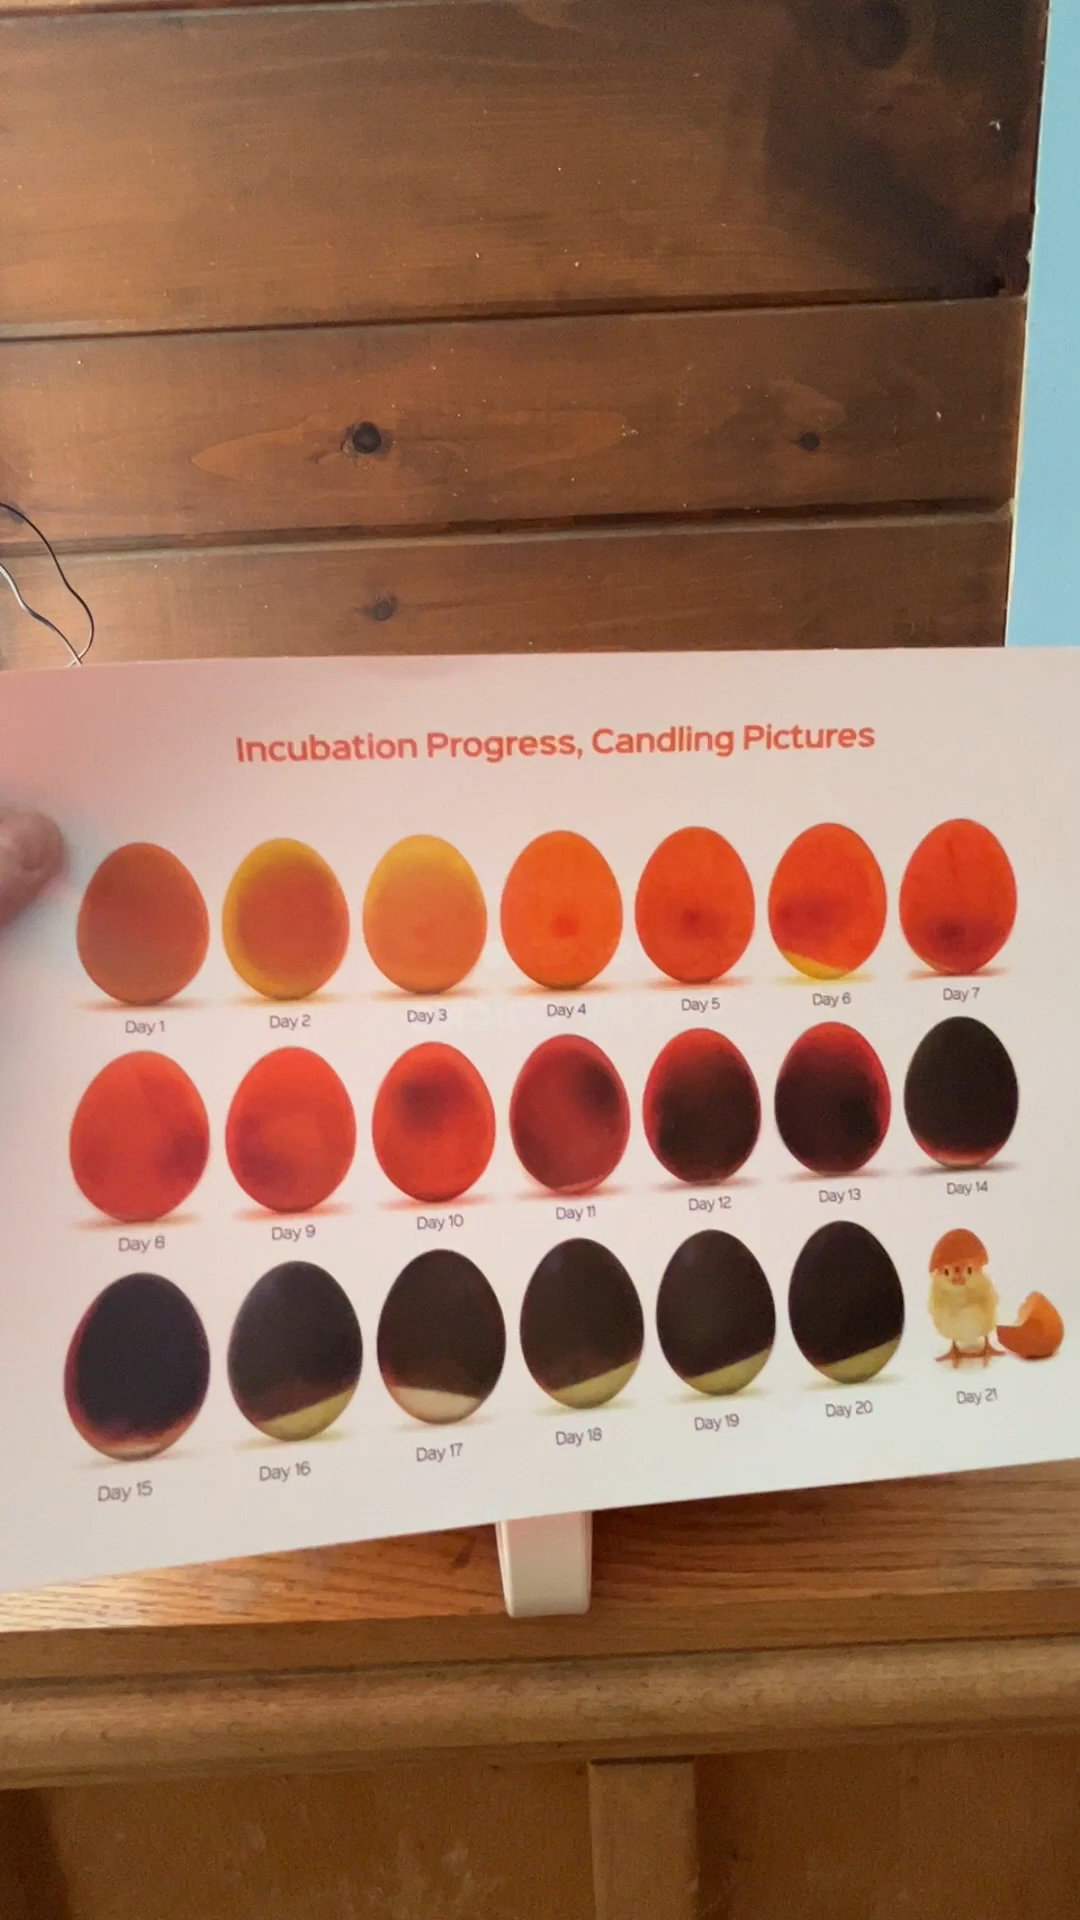 Incubation Progress, Candling Pictures
Day 1 Day 2 Day 3 Day 4 Day 5 Day 6 Day 7
Day 8 Day 9 Day 10 Day 11 Day 12 Day 13 Day 14
Day 15 Day 16 Day 17 Day 18 Day 19 Day 20 Day 21